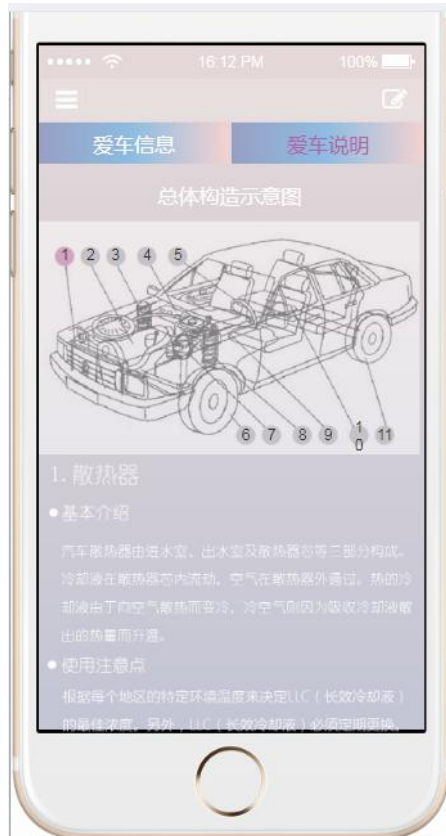 16:12 PM 100%
爱车信息 爱车说明
总体构造示意图
1 2 3 4 5
6 7 8 9 10 11
1. 散热器
●基本介绍
汽车散热器由进水室、出水室及散热器芯等三部分构成。
冷却液在散热器芯内流动，空气在散热器外通过。热的冷
却液由于向空气散热而变冷，冷空气则因为吸收冷却液散
出的热量而升温。
●使用注意点
根据每个地区的特定环境温度来决定LLC（长效冷却液）
的最佳浓度。另外，LLC（长效冷却液）必须定期更换。